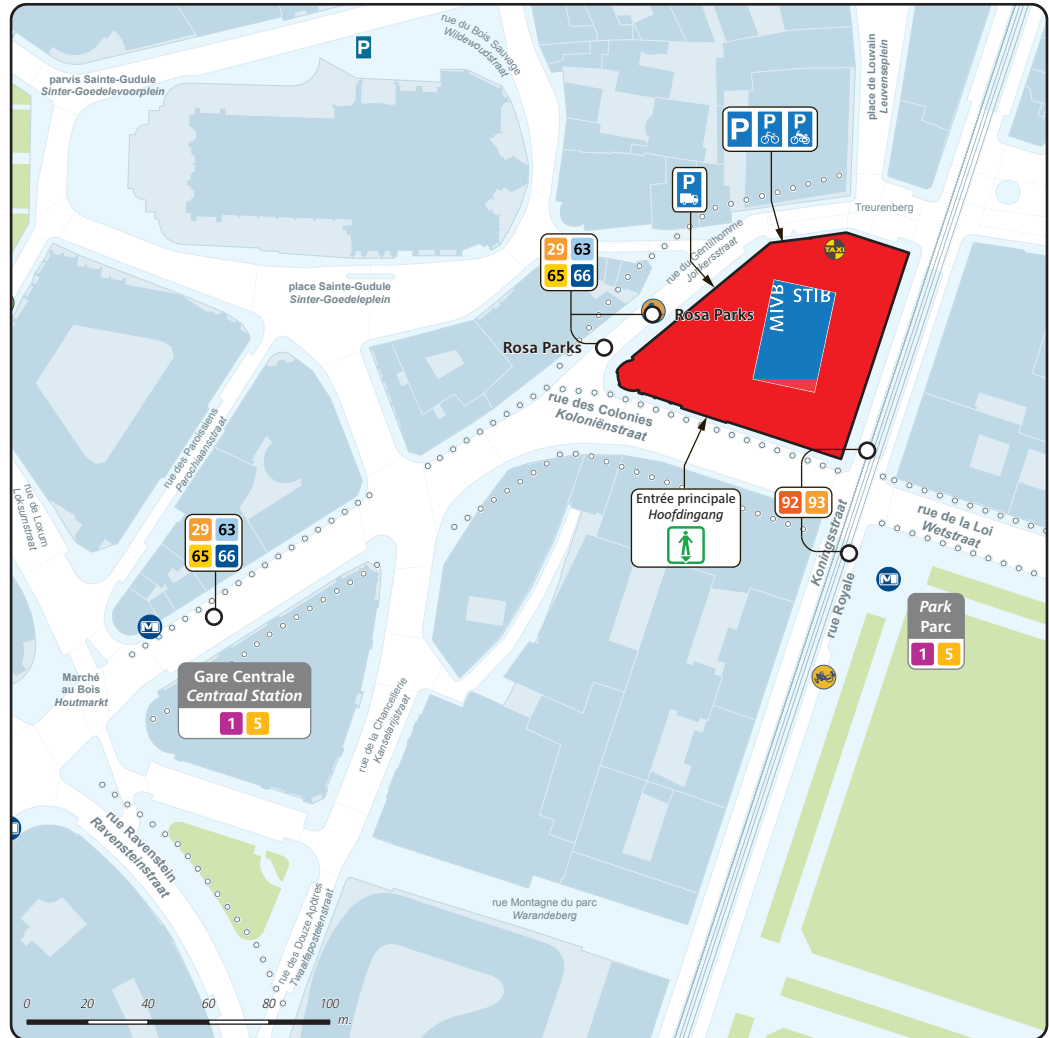 rue du Bois Sauvage
Wildewoudstraat
P
parvis Sainte-Gudule
Sinter-Goedelevoorplein
place de Louvain
Leuvenseplein
P
P
P
P
Treurenberg
rue du Gentilhomme
Jonkersstraat
TAXI
29 63
65 66
place Sainte-Gudule
Sinter-Goedeleplein
MIVB
STIB
Rosa Parks
Rosa Parks
rue des Colonies
Koloniënstraat
rue des Paroissiens
Parochiaansstraat
rue de Loxum
Loksumstraat
Entrée principale
Hoofdingang
92 93
rue de la Loi
Wetstraat
29 63
65 66
Koningsstraat
rue Royale
M
Park
Parc
1 5
M
Marché
au Bois
Houtmarkt
Gare Centrale
Centraal Station
1 5
rue de la Chancellerie
Kanselarijstraat
rue Ravenstein
Ravensteinstraat
rue Montagne du parc
Warandeberg
rue des Douze Apôtres
Twaalfapostelenstraat
0 20 40 60 80 100
m.